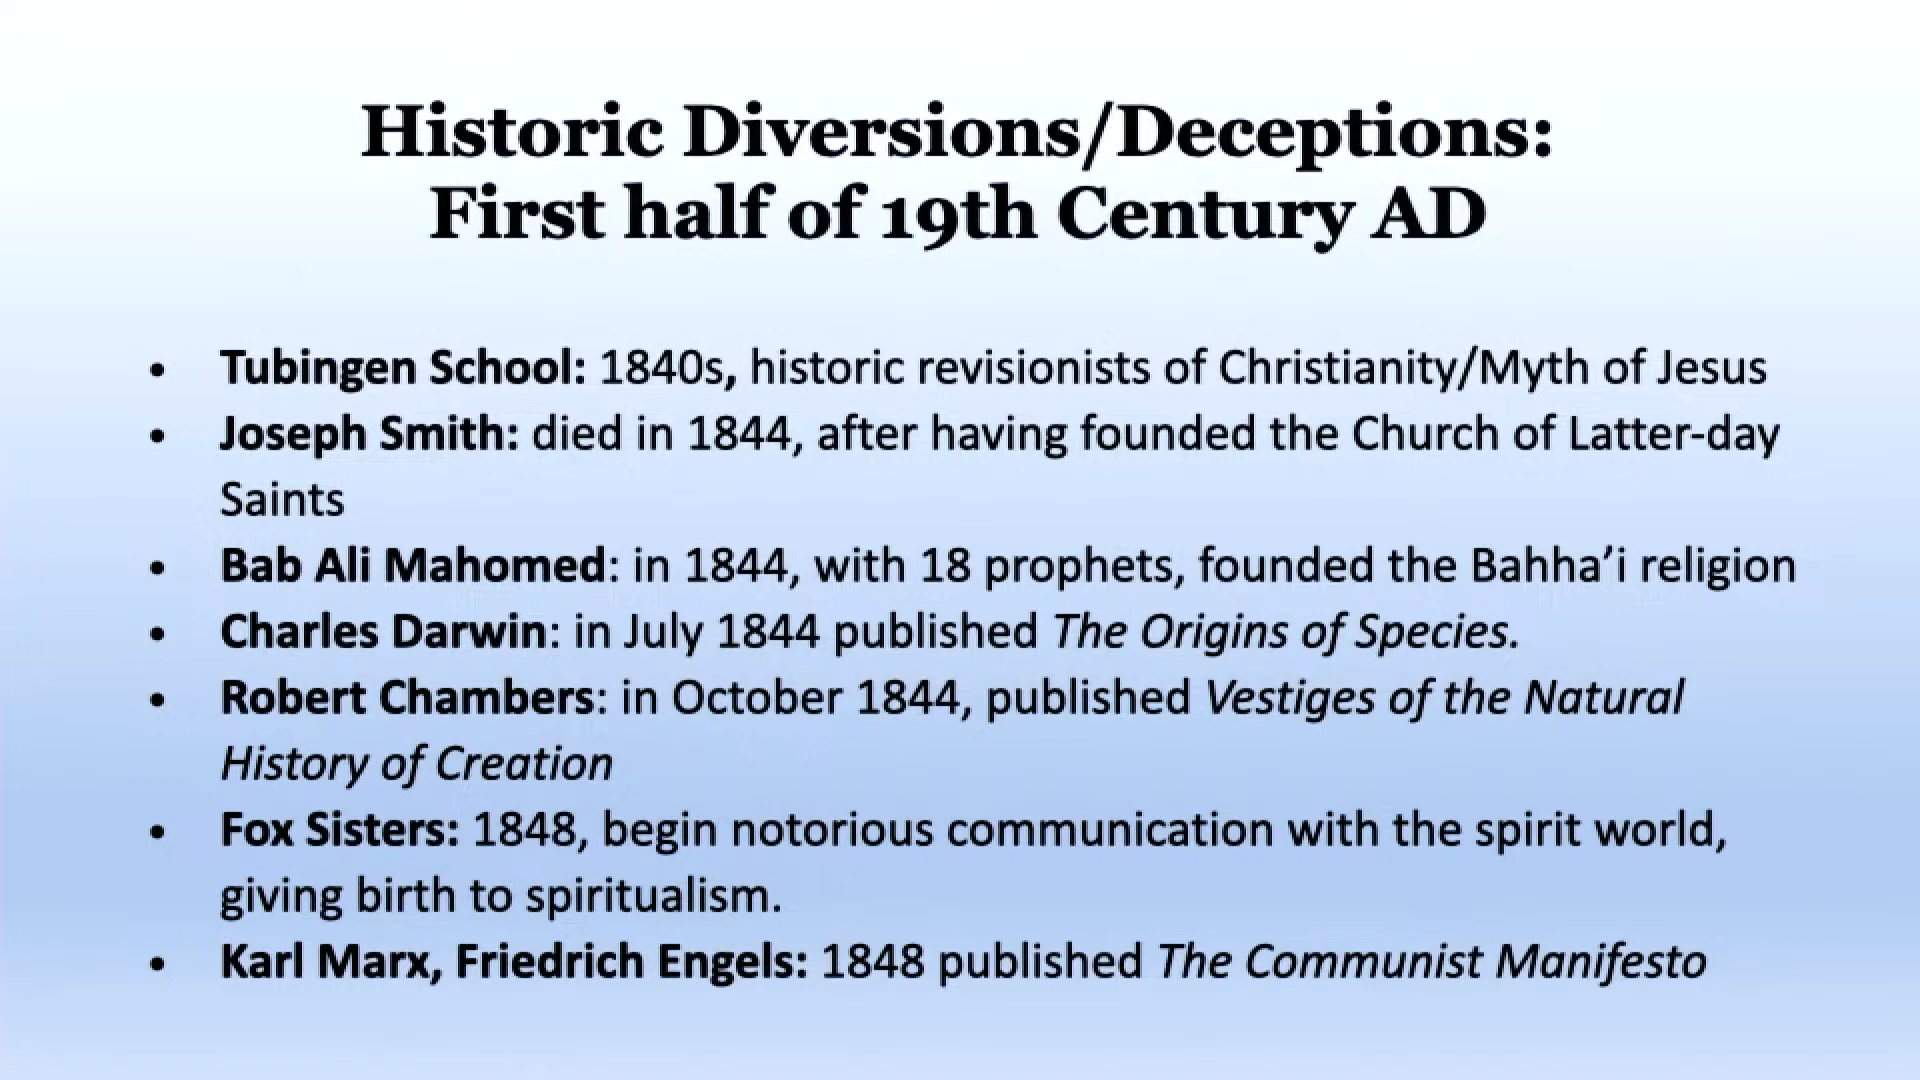 Historic Diversions/Deceptions:
First half of 19th Century AD
• Tubingen School: 1840s, historic revisionists of Christianity/Myth of Jesus
• Joseph Smith: died in 1844, after having founded the Church of Latter-day
Saints
• Bab Ali Mahomed: in 1844, with 18 prophets, founded the Bahha’i religion
• Charles Darwin: in July 1844 published The Origins of Species.
• Robert Chambers: in October 1844, published Vestiges of the Natural
History of Creation
• Fox Sisters: 1848, begin notorious communication with the spirit world,
giving birth to spiritualism.
• Karl Marx, Friedrich Engels: 1848 published The Communist Manifesto